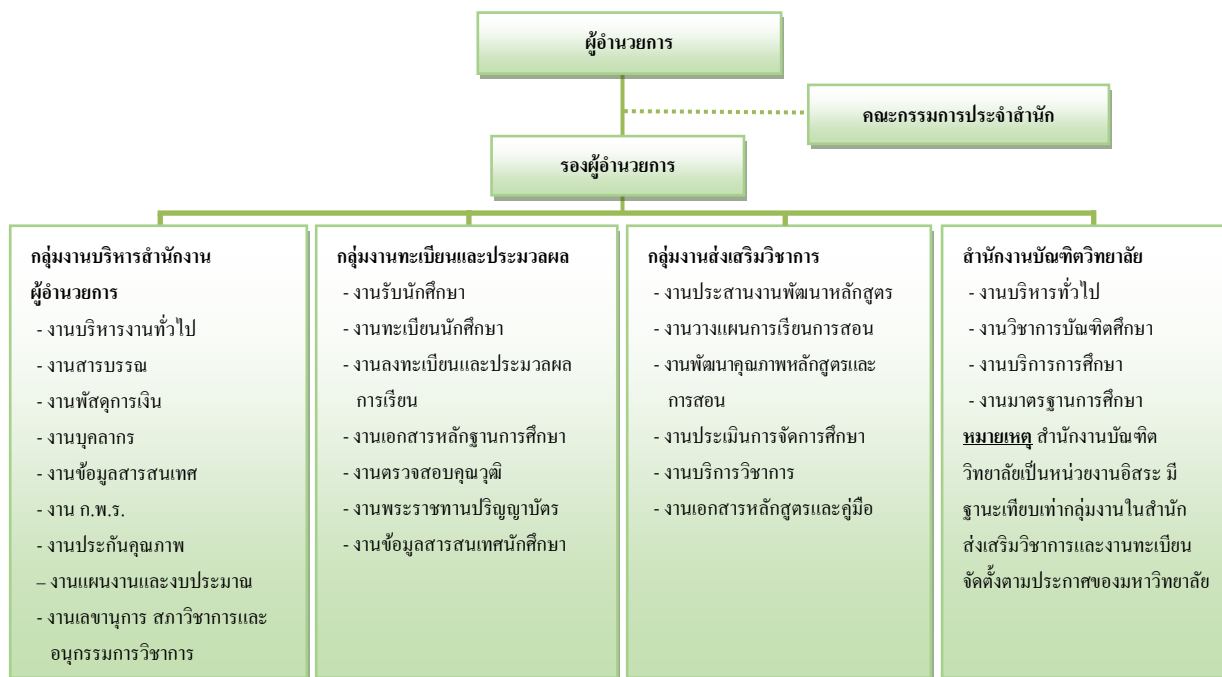 ผู้อำนวยการ
คณะกรรมการประจำสำนัก
รองผู้อำนวยการ
กลุ่มงานบริหารสำนักงาน
ผู้อำนวยการ
- งานบริหารงานทั่วไป
- งานสารบรรณ
- งานพัสดุการเงิน
- งานบุคลากร
- งานข้อมูลสารสนเทศ
- งาน ก.พ.ร.
- งานประกันคุณภาพ
– งานแผนงานและงบประมาณ
- งานเลขานุการ สภาวิชาการและ
อนุกรรมการวิชาการ
กลุ่มงานทะเบียนและประมวลผล
- งานรับนักศึกษา
- งานทะเบียนนักศึกษา
- งานลงทะเบียนและประมวลผล
การเรียน
- งานเอกสารหลักฐานการศึกษา
- งานตรวจสอบคุณวุฒิ
- งานพระราชทานปริญญาบัตร
- งานข้อมูลสารสนเทศนักศึกษา
กลุ่มงานส่งเสริมวิชาการ
- งานประสานงานพัฒนาหลักสูตร
- งานวางแผนการเรียนการสอน
- งานพัฒนาคุณภาพหลักสูตรและ
การสอน
- งานประเมินการจัดการศึกษา
- งานบริการวิชาการ
- งานเอกสารหลักสูตรและคู่มือ
สำนักงานบัณฑิตวิทยาลัย
- งานบริหารทั่วไป
- งานวิชาการบัณฑิตศึกษา
- งานบริการการศึกษา
- งานมาตรฐานการศึกษา
หมายเหตุ สำนักงานบัณฑิต
วิทยาลัยเป็นหน่วยงานอิสระ มี
ฐานะเทียบเท่ากลุ่มงานในสำนัก
ส่งเสริมวิชาการและงานทะเบียน
จัดตั้งตามประกาศของมหาวิทยาลัย